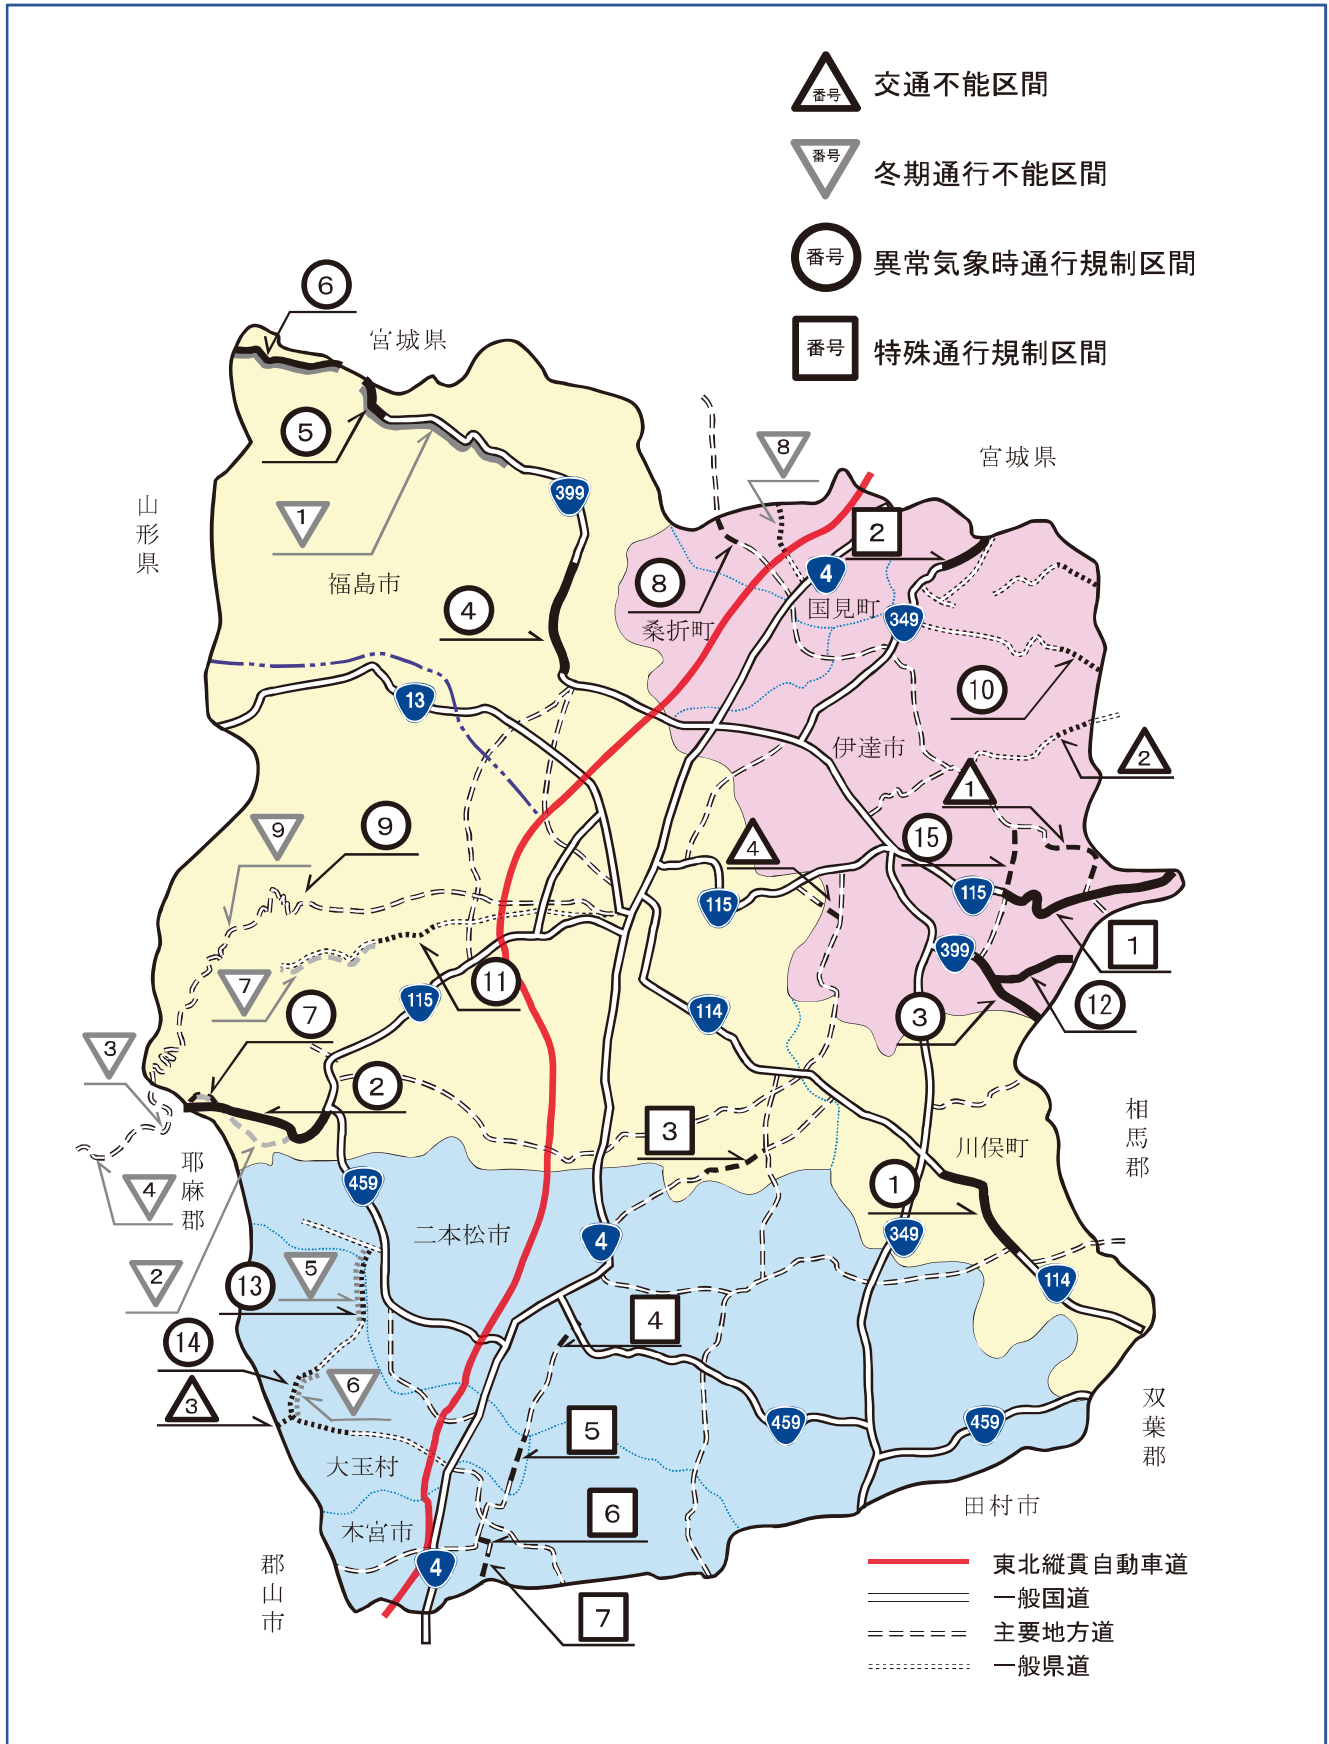 番号 交通不能区間
番号 冬期通行不能区間
番号 異常気象時通行規制区間
番号 特殊通行規制区間
6
宮城県
5
8
宮城県
399
山形県
1
2
福島市
4
8
4
国見町
349
桑折町
10
13
伊達市
2
1
9
9
15
4
115
115
1
399
11
7
115
7
114
3
12
3
2
3
相馬郡
川俣町
耶麻郡
4
459
1
二本松市
4
349
2
13
5
114
4
14
6
3
双葉郡
5
459
459
大玉村
6
田村市
本宮市
郡山市
4
7
東北縦貫自動車道
一般国道
主要地方道
一般県道